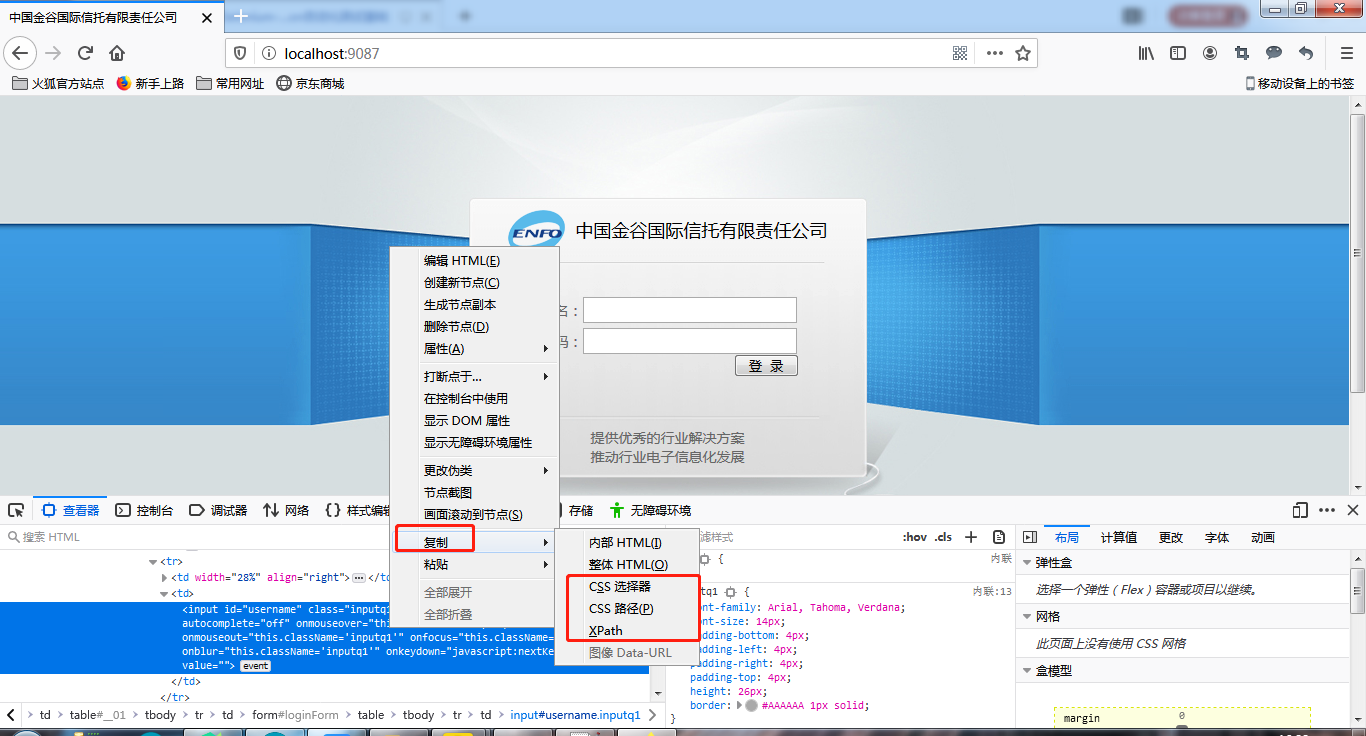 中国金谷国际信托有限责任公司
localhost:9087
火狐官方站点 新手上路 常用网址 京东商城 移动设备上的书签
ENFO 中国金谷国际信托有限责任公司
名：
码：
登 录
提供优秀的行业解决方案
推动行业电子信息化发展
编辑 HTML(E)
创建新节点(C)
生成节点副本
删除节点(D)
属性(A)
打断点于...
在控制台中使用
显示 DOM 属性
显示无障碍环境属性
更改伪类
节点截图
画面滚动到节点(S)
复制
粘贴
全部展开
全部折叠
内部 HTML(I)
整体 HTML(O)
CSS 选择器
CSS 路径(P)
XPath
图像 Data-URL
查看器 控制台 调试器 网络 {} 样式编辑 存储 无障碍环境
搜索 HTML
<tr>
<td width="28%" align="right"> ••• </td
<td>
<input id="username" class="inputq1
autocomplete="off" onmouseover="thi
onmouseout="this.className='inputq1'" onfocus="this.className=
onblur="this.className='inputq1'" onkeydown="javascript:nextKe
value=""> event
</td>
</tr>
td table#__01 tbody tr td form#loginForm table tbody tr td input#username.inputq1
滤样式 :hov .cls +
{ 内联
utq1 { 内联:13
ont-family: Arial, Tahoma, Verdana;
ont-size: 14px;
padding-bottom: 4px;
padding-left: 4px;
padding-right: 4px;
padding-top: 4px;
height: 26px;
border: #AAAAAA 1px solid;
}
布局 计算值 更改 字体 动画
弹性盒
选择一个弹性（Flex）容器或项目以继续。
网格
此页面上没有使用 CSS 网格
盒模型
margin 0